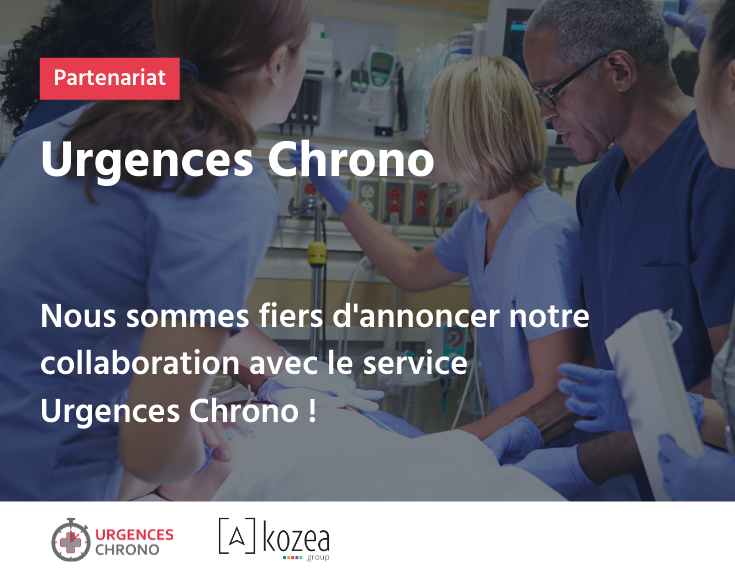 Partenariat
Urgences Chrono
Nous sommes fiers d'annoncer notre
collaboration avec le service
Urgences Chrono !
URGENCES
CHRONO
[A] kozea
group